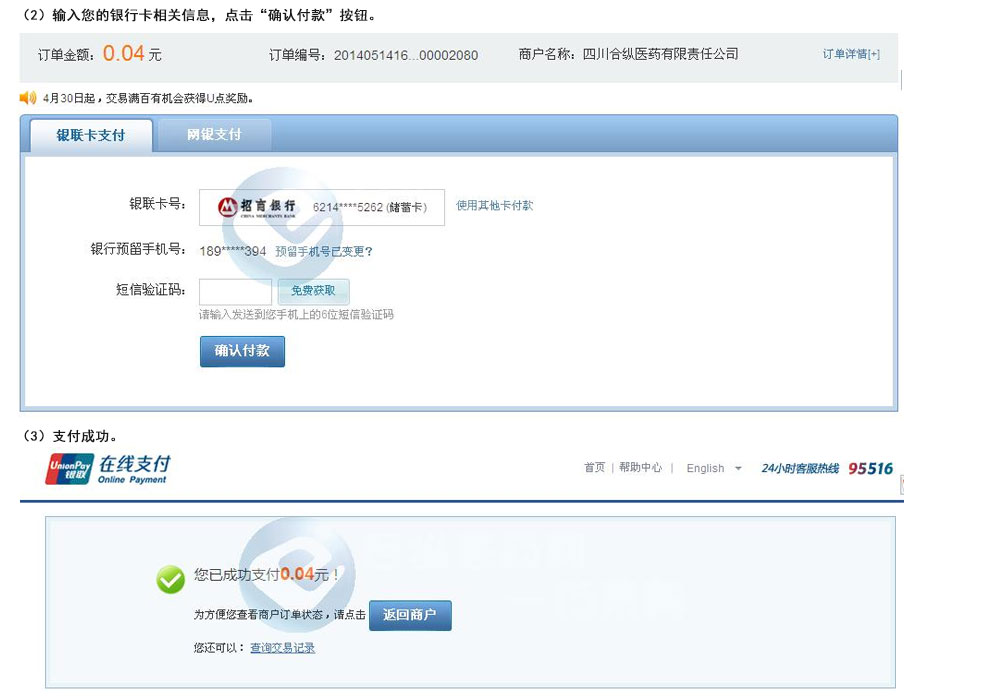 （2）输入您的银行卡相关信息，点击“确认付款”按钮。
订单金额：0.04 元 订单编号：2014051416...00002080 商户名称：四川合纵医药有限责任公司 订单详情[+]
4月30日起，交易满百有机会获得U点奖励。
银联卡支付 网银支付
银联卡号： 招商银行 CHINA MERCHANTS BANK 6214****5262 (储蓄卡) 使用其他卡付款
银行预留手机号： 189*****394 预留手机号已变更？
短信验证码： 免费获取
请输入发送到您手机上的6位短信验证码
确认付款
（3）支付成功。
UnionPay 银联 在线支付 Online Payment 首页 | 帮助中心 | English 24小时客服热线 95516
您已成功支付0.04元！
为方便您查看商户订单状态，请点击 返回商户
您还可以：查询交易记录